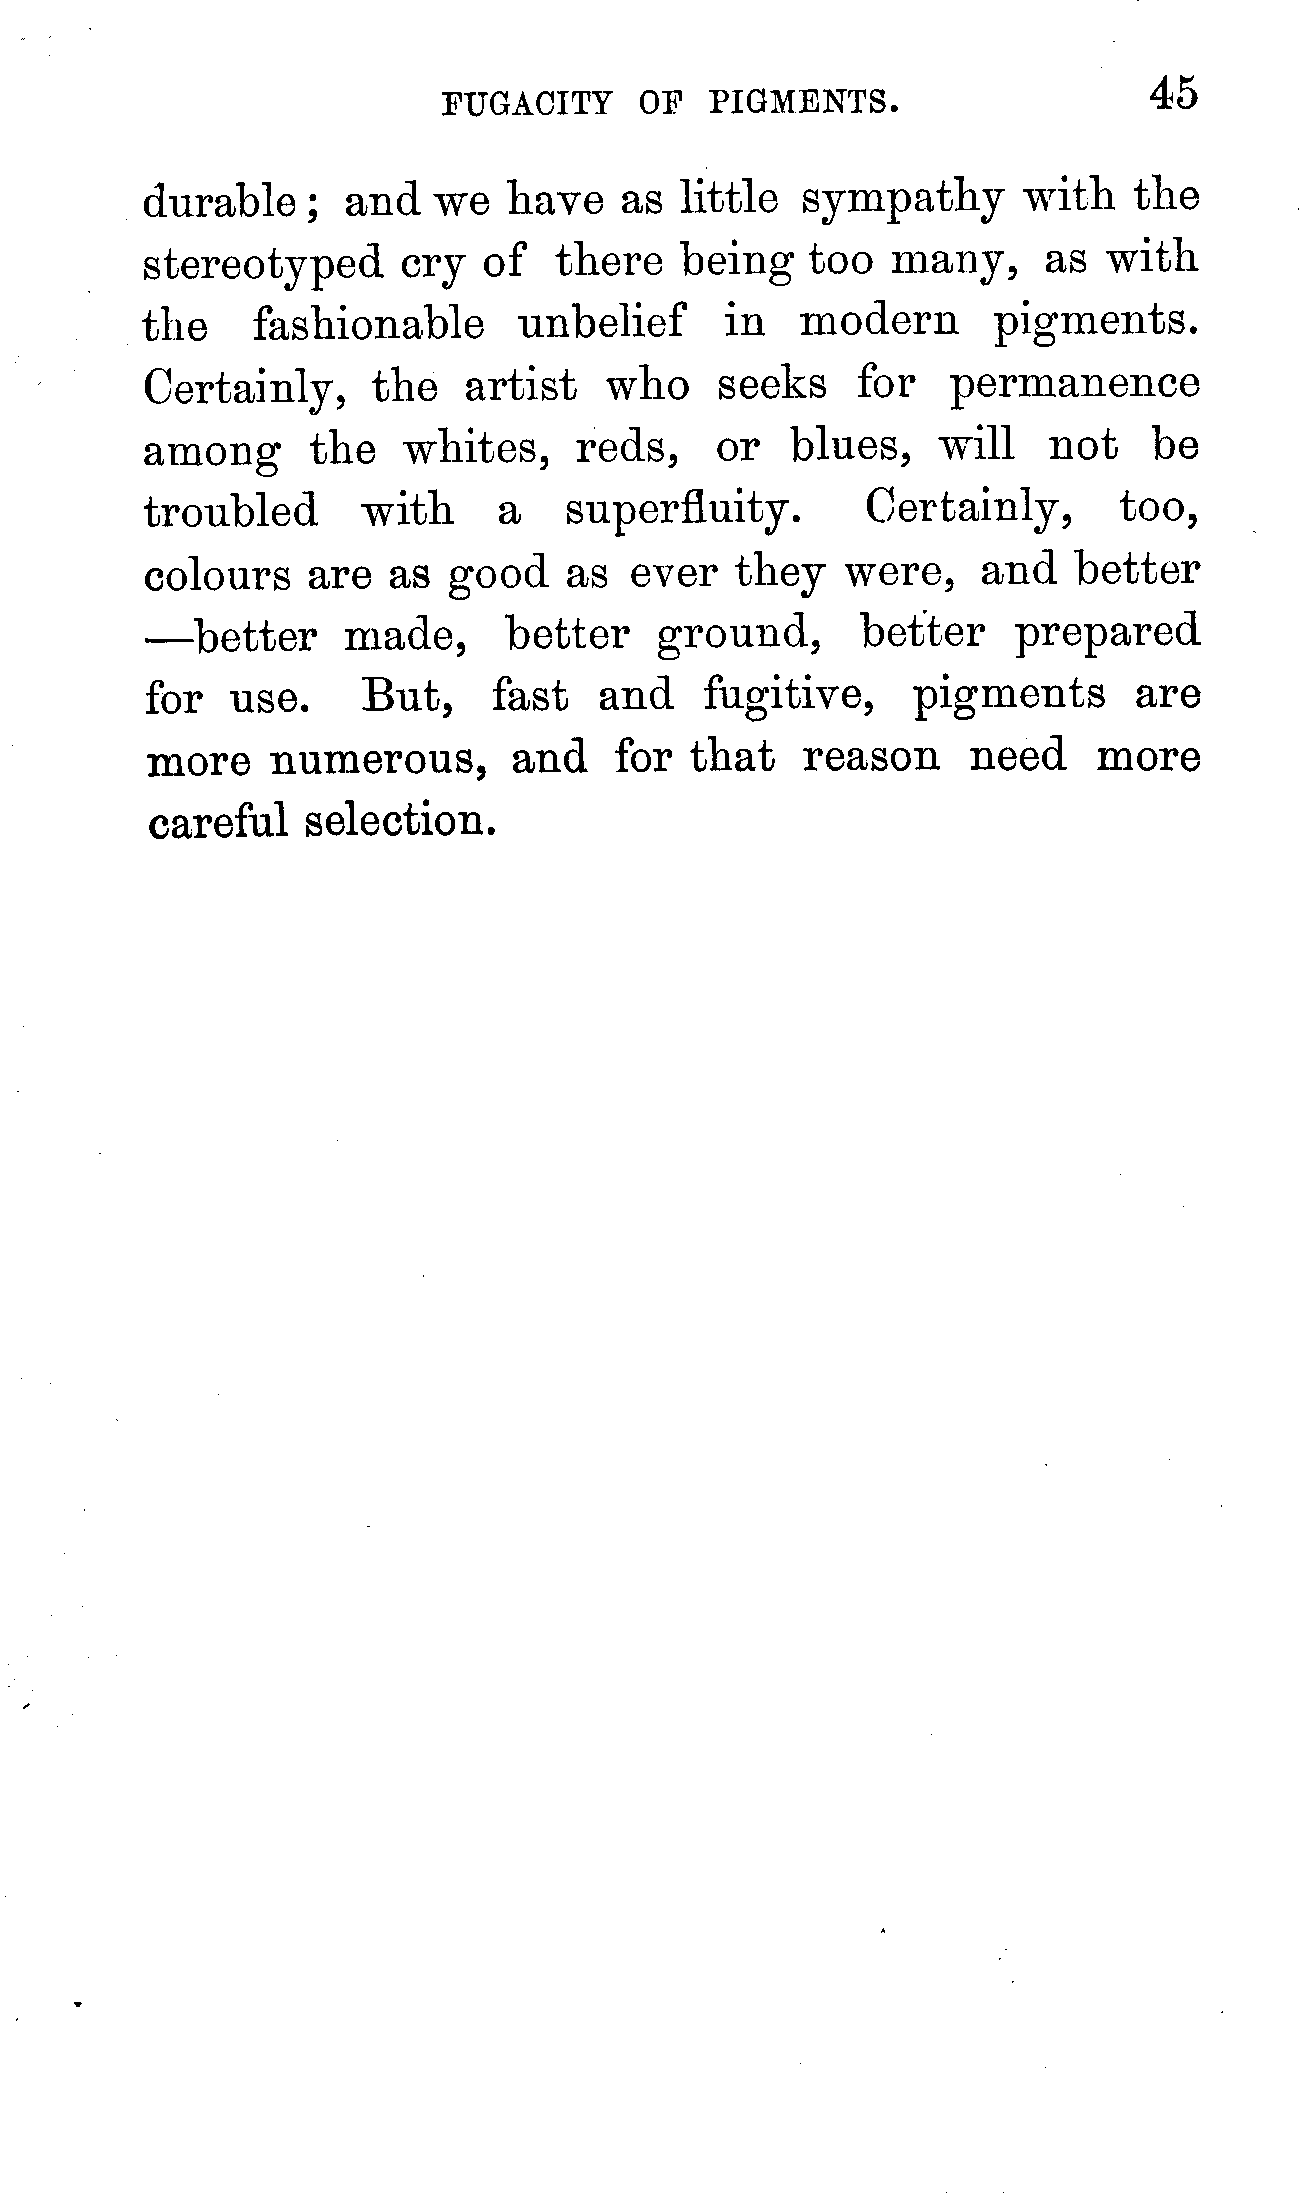 FUGACITY OF PIGMENTS. 45
durable; and we have as little sympathy with the
stereotyped cry of there being too many, as with
the fashionable unbelief in modern pigments.
Certainly, the artist who seeks for permanence
among the whites, reds, or blues, will not be
troubled with a superfluity. Certainly, too,
colours are as good as ever they were, and better
—better made, better ground, better prepared
for use. But, fast and fugitive, pigments are
more numerous, and for that reason need more
careful selection.